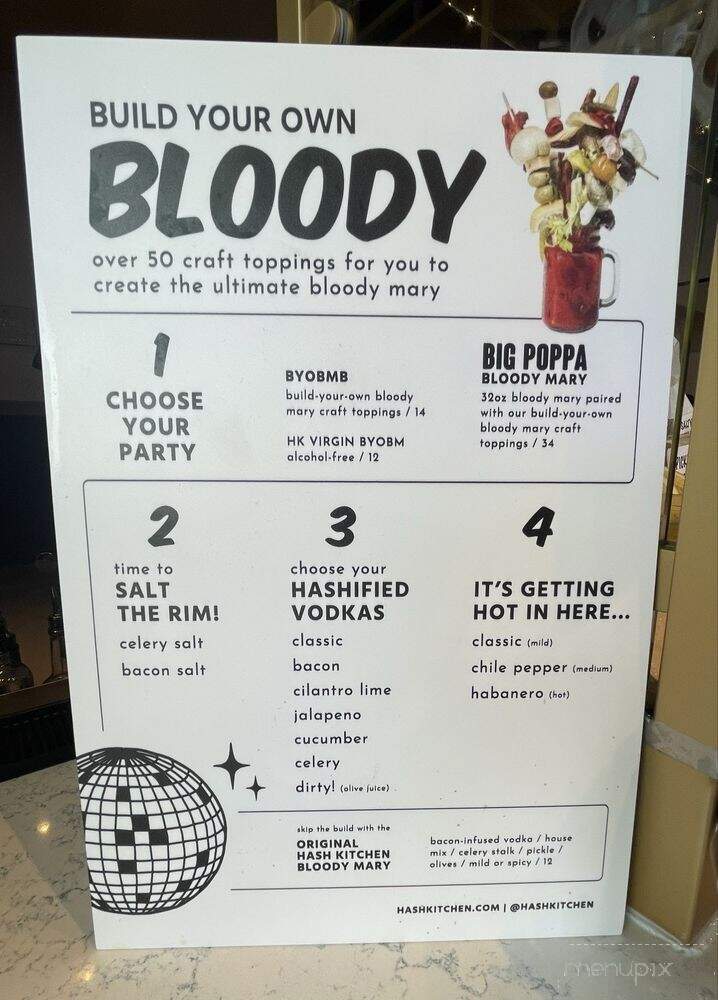 BUILD YOUR OWN
BLOODY
over 50 craft toppings for you to
create the ultimate bloody mary
1
CHOOSE
YOUR
PARTY
BYOBMB
build-your-own bloody
mary craft toppings / 14
HK VIRGIN BYOBM
alcohol-free / 12
BIG POPPA
BLOODY MARY
32oz bloody mary paired
with our build-your-own
bloody mary craft
toppings / 34
2
time to
SALT
THE RIM!
celery salt
bacon salt
3
choose your
HASHIFIED
VODKAS
classic
bacon
cilantro lime
jalapeno
cucumber
celery
dirty! (olive juice)
4
IT'S GETTING
HOT IN HERE...
classic (mild)
chile pepper (medium)
habanero (hot)
skip the build with the
ORIGINAL
HASH KITCHEN
BLOODY MARY
bacon-infused vodka / house
mix / celery stalk / pickle /
olives / mild or spicy / 12
HASHKITCHEN.COM | @HASHKITCHEN
menupix